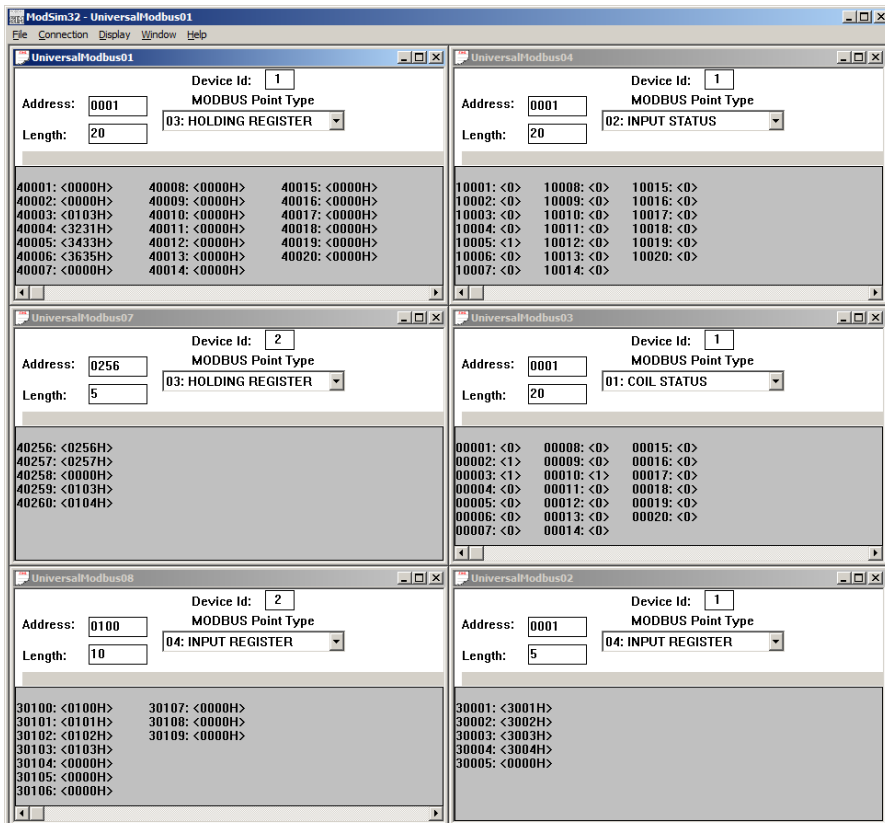 ModSim32 - UniversalModbus01
File Connection Display Window Help
UniversalModbus01
Device Id: 1
Address: 0001
MODBUS Point Type
03: HOLDING REGISTER
Length: 20
40001: <0000H> 40008: <0000H> 40015: <0000H>
40002: <0000H> 40009: <0000H> 40016: <0000H>
40003: <0103H> 40010: <0000H> 40017: <0000H>
40004: <3231H> 40011: <0000H> 40018: <0000H>
40005: <3433H> 40012: <0000H> 40019: <0000H>
40006: <3635H> 40013: <0000H> 40020: <0000H>
40007: <0000H> 40014: <0000H>
UniversalModbus04
Device Id: 1
Address: 0001
MODBUS Point Type
02: INPUT STATUS
Length: 20
10001: <0> 10008: <0> 10015: <0>
10002: <0> 10009: <0> 10016: <0>
10003: <0> 10010: <0> 10017: <0>
10004: <0> 10011: <0> 10018: <0>
10005: <1> 10012: <0> 10019: <0>
10006: <0> 10013: <0> 10020: <0>
10007: <0> 10014: <0>
UniversalModbus07
Device Id: 2
Address: 0256
MODBUS Point Type
03: HOLDING REGISTER
Length: 5
40256: <0256H>
40257: <0257H>
40258: <0000H>
40259: <0103H>
40260: <0104H>
UniversalModbus03
Device Id: 1
Address: 0001
MODBUS Point Type
01: COIL STATUS
Length: 20
00001: <0> 00008: <0> 00015: <0>
00002: <1> 00009: <0> 00016: <0>
00003: <1> 00010: <1> 00017: <0>
00004: <0> 00011: <0> 00018: <0>
00005: <0> 00012: <0> 00019: <0>
00006: <0> 00013: <0> 00020: <0>
00007: <0> 00014: <0>
UniversalModbus08
Device Id: 2
Address: 0100
MODBUS Point Type
04: INPUT REGISTER
Length: 10
30100: <0100H> 30107: <0000H>
30101: <0101H> 30108: <0000H>
30102: <0102H> 30109: <0000H>
30103: <0103H>
30104: <0000H>
30105: <0000H>
30106: <0000H>
UniversalModbus02
Device Id: 1
Address: 0001
MODBUS Point Type
04: INPUT REGISTER
Length: 5
30001: <3001H>
30002: <3002H>
30003: <3003H>
30004: <3004H>
30005: <0000H>